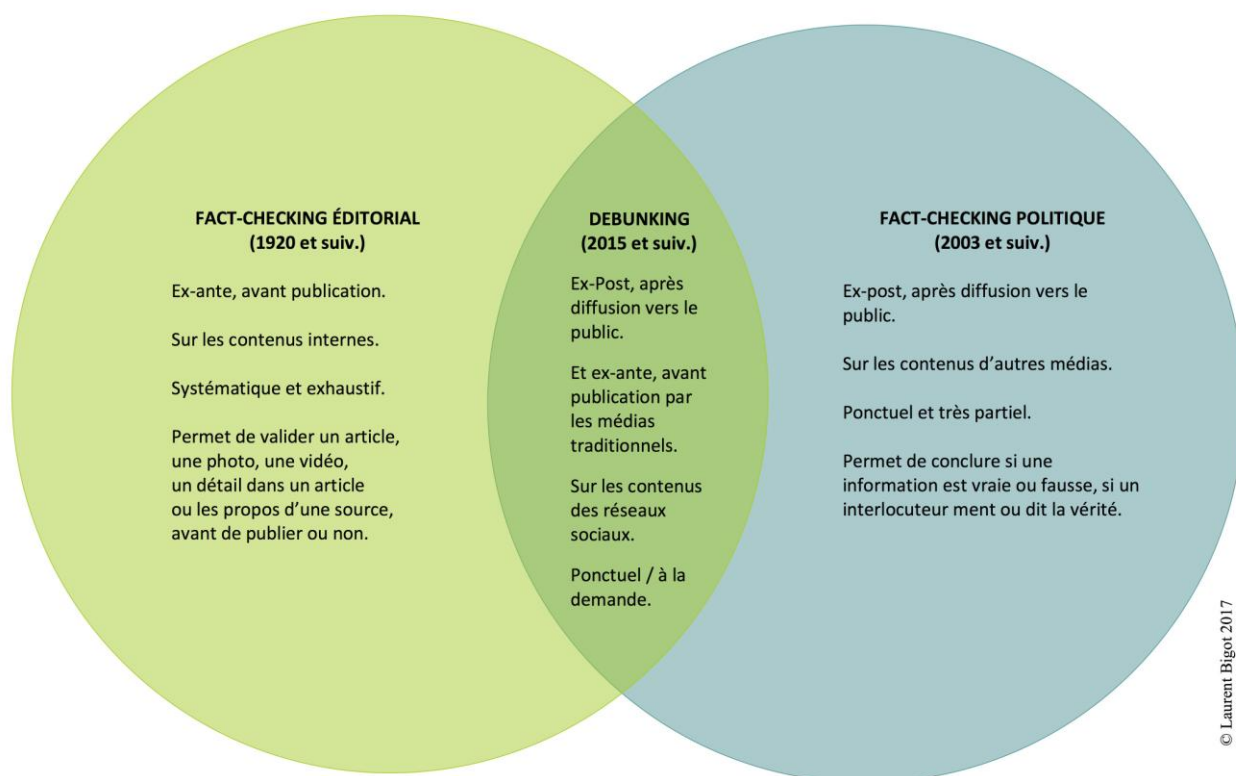 FACT-CHECKING ÉDITORIAL
(1920 et suiv.)
Ex-ante, avant publication.
Sur les contenus internes.
Systématique et exhaustif.
Permet de valider un article,
une photo, une vidéo,
un détail dans un article
ou les propos d’une source,
avant de publier ou non.
DEBUNKING
(2015 et suiv.)
Ex-Post, après
diffusion vers le
public.
Et ex-ante, avant
publication par
les médias
traditionnels.
Sur les contenus
des réseaux
sociaux.
Ponctuel / à la
demande.
FACT-CHECKING POLITIQUE
(2003 et suiv.)
Ex-post, après diffusion vers le
public.
Sur les contenus d’autres médias.
Ponctuel et très partiel.
Permet de conclure si une
information est vraie ou fausse, si un
interlocuteur ment ou dit la vérité.
© Laurent Bigot 2017